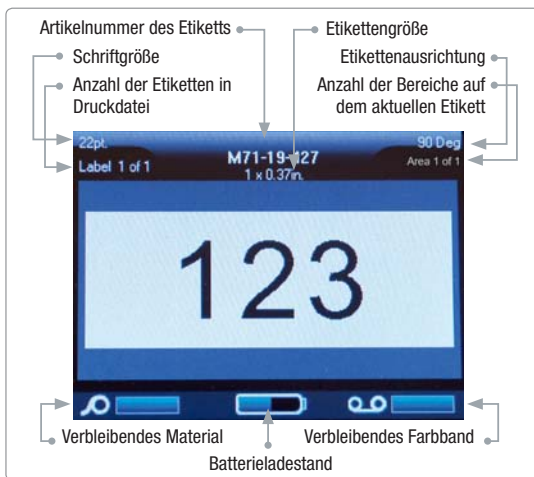 Artikelnummer des Etiketts
Etikettengröße
Schriftgröße
Etikettenausrichtung
Anzahl der Etiketten in
Druckdatei
Anzahl der Bereiche auf
dem aktuellen Etikett
22pt.
90 Deg
Label 1 of 1
M71-19-427
Area 1 of 1
1 x 0.37in.
123
Verbleibendes Material
Verbleibendes Farbband
Batterieladestand